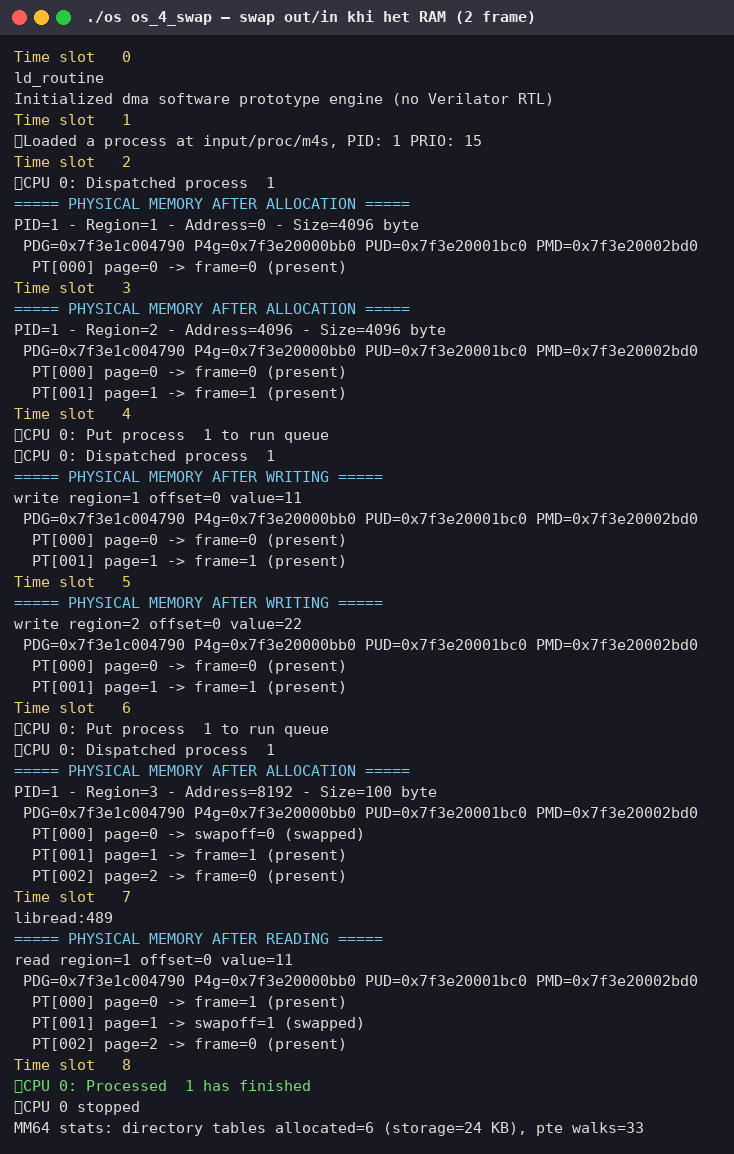 ./os os_4_swap — swap out/in khi het RAM (2 frame)
Time slot   0
ld_routine
Initialized dma software prototype engine (no Verilator RTL)
Time slot   1
Loaded a process at input/proc/m4s, PID: 1 PRIO: 15
Time slot   2
CPU 0: Dispatched process  1
===== PHYSICAL MEMORY AFTER ALLOCATION =====
PID=1 - Region=1 - Address=0 - Size=4096 byte
 PDG=0x7f3e1c004790 P4g=0x7f3e20000bb0 PUD=0x7f3e20001bc0 PMD=0x7f3e20002bd0
  PT[000] page=0 -> frame=0 (present)
Time slot   3
===== PHYSICAL MEMORY AFTER ALLOCATION =====
PID=1 - Region=2 - Address=4096 - Size=4096 byte
 PDG=0x7f3e1c004790 P4g=0x7f3e20000bb0 PUD=0x7f3e20001bc0 PMD=0x7f3e20002bd0
  PT[000] page=0 -> frame=0 (present)
  PT[001] page=1 -> frame=1 (present)
Time slot   4
CPU 0: Put process  1 to run queue
CPU 0: Dispatched process  1
===== PHYSICAL MEMORY AFTER WRITING =====
write region=1 offset=0 value=11
 PDG=0x7f3e1c004790 P4g=0x7f3e20000bb0 PUD=0x7f3e20001bc0 PMD=0x7f3e20002bd0
  PT[000] page=0 -> frame=0 (present)
  PT[001] page=1 -> frame=1 (present)
Time slot   5
===== PHYSICAL MEMORY AFTER WRITING =====
write region=2 offset=0 value=22
 PDG=0x7f3e1c004790 P4g=0x7f3e20000bb0 PUD=0x7f3e20001bc0 PMD=0x7f3e20002bd0
  PT[000] page=0 -> frame=0 (present)
  PT[001] page=1 -> frame=1 (present)
Time slot   6
CPU 0: Put process  1 to run queue
CPU 0: Dispatched process  1
===== PHYSICAL MEMORY AFTER ALLOCATION =====
PID=1 - Region=3 - Address=8192 - Size=100 byte
 PDG=0x7f3e1c004790 P4g=0x7f3e20000bb0 PUD=0x7f3e20001bc0 PMD=0x7f3e20002bd0
  PT[000] page=0 -> swapoff=0 (swapped)
  PT[001] page=1 -> frame=1 (present)
  PT[002] page=2 -> frame=0 (present)
Time slot   7
libread:489
===== PHYSICAL MEMORY AFTER READING =====
read region=1 offset=0 value=11
 PDG=0x7f3e1c004790 P4g=0x7f3e20000bb0 PUD=0x7f3e20001bc0 PMD=0x7f3e20002bd0
  PT[000] page=0 -> frame=1 (present)
  PT[001] page=1 -> swapoff=1 (swapped)
  PT[002] page=2 -> frame=0 (present)
Time slot   8
CPU 0: Processed  1 has finished
CPU 0 stopped
MM64 stats: directory tables allocated=6 (storage=24 KB), pte walks=33